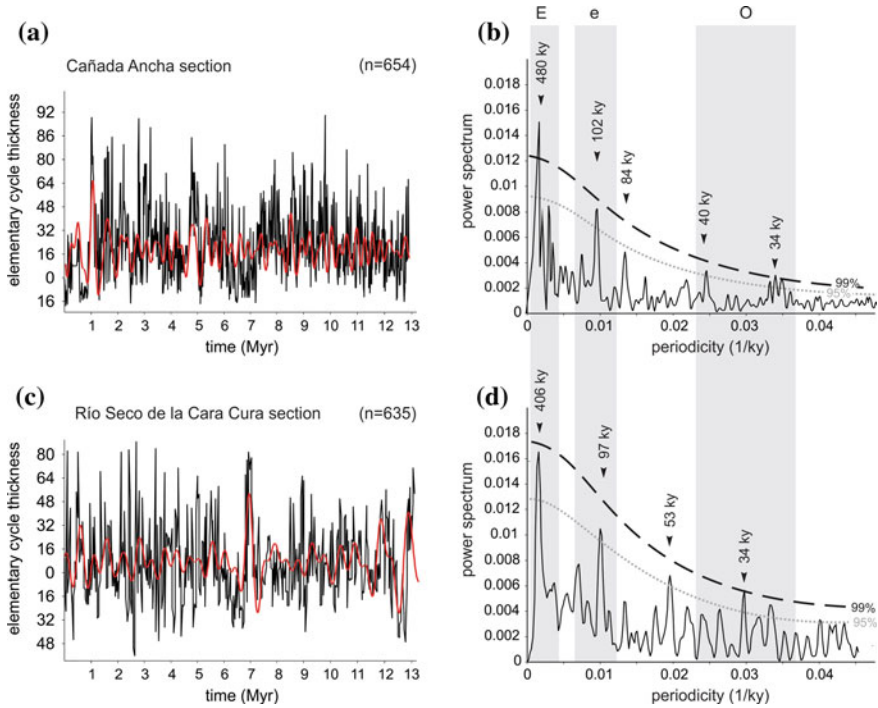 (a)
Cañada Ancha section (n=654)
elementary cycle thickness
92
80
64
48
32
16
0
16
1 2 3 4 5 6 7 8 9 10 11 12 13
time (Myr)
E e O
(b)
480 ky
102 ky
84 ky
40 ky
34 ky
power spectrum
0.018
0.016
0.014
0.012
0.010
0.008
0.006
0.004
0.002
0
99%
95%
0 0.01 0.02 0.03 0.04
periodicity (1/ky)
(c)
Río Seco de la Cara Cura section (n=635)
elementary cycle thickness
80
64
48
32
16
0
16
32
48
1 2 3 4 5 6 7 8 9 10 11 12 13
time (Myr)
(d)
406 ky
97 ky
53 ky
34 ky
power spectrum
0.018
0.016
0.014
0.012
0.010
0.008
0.006
0.004
0.002
0
99%
95%
0 0.01 0.02 0.03 0.04
periodicity (1/ky)